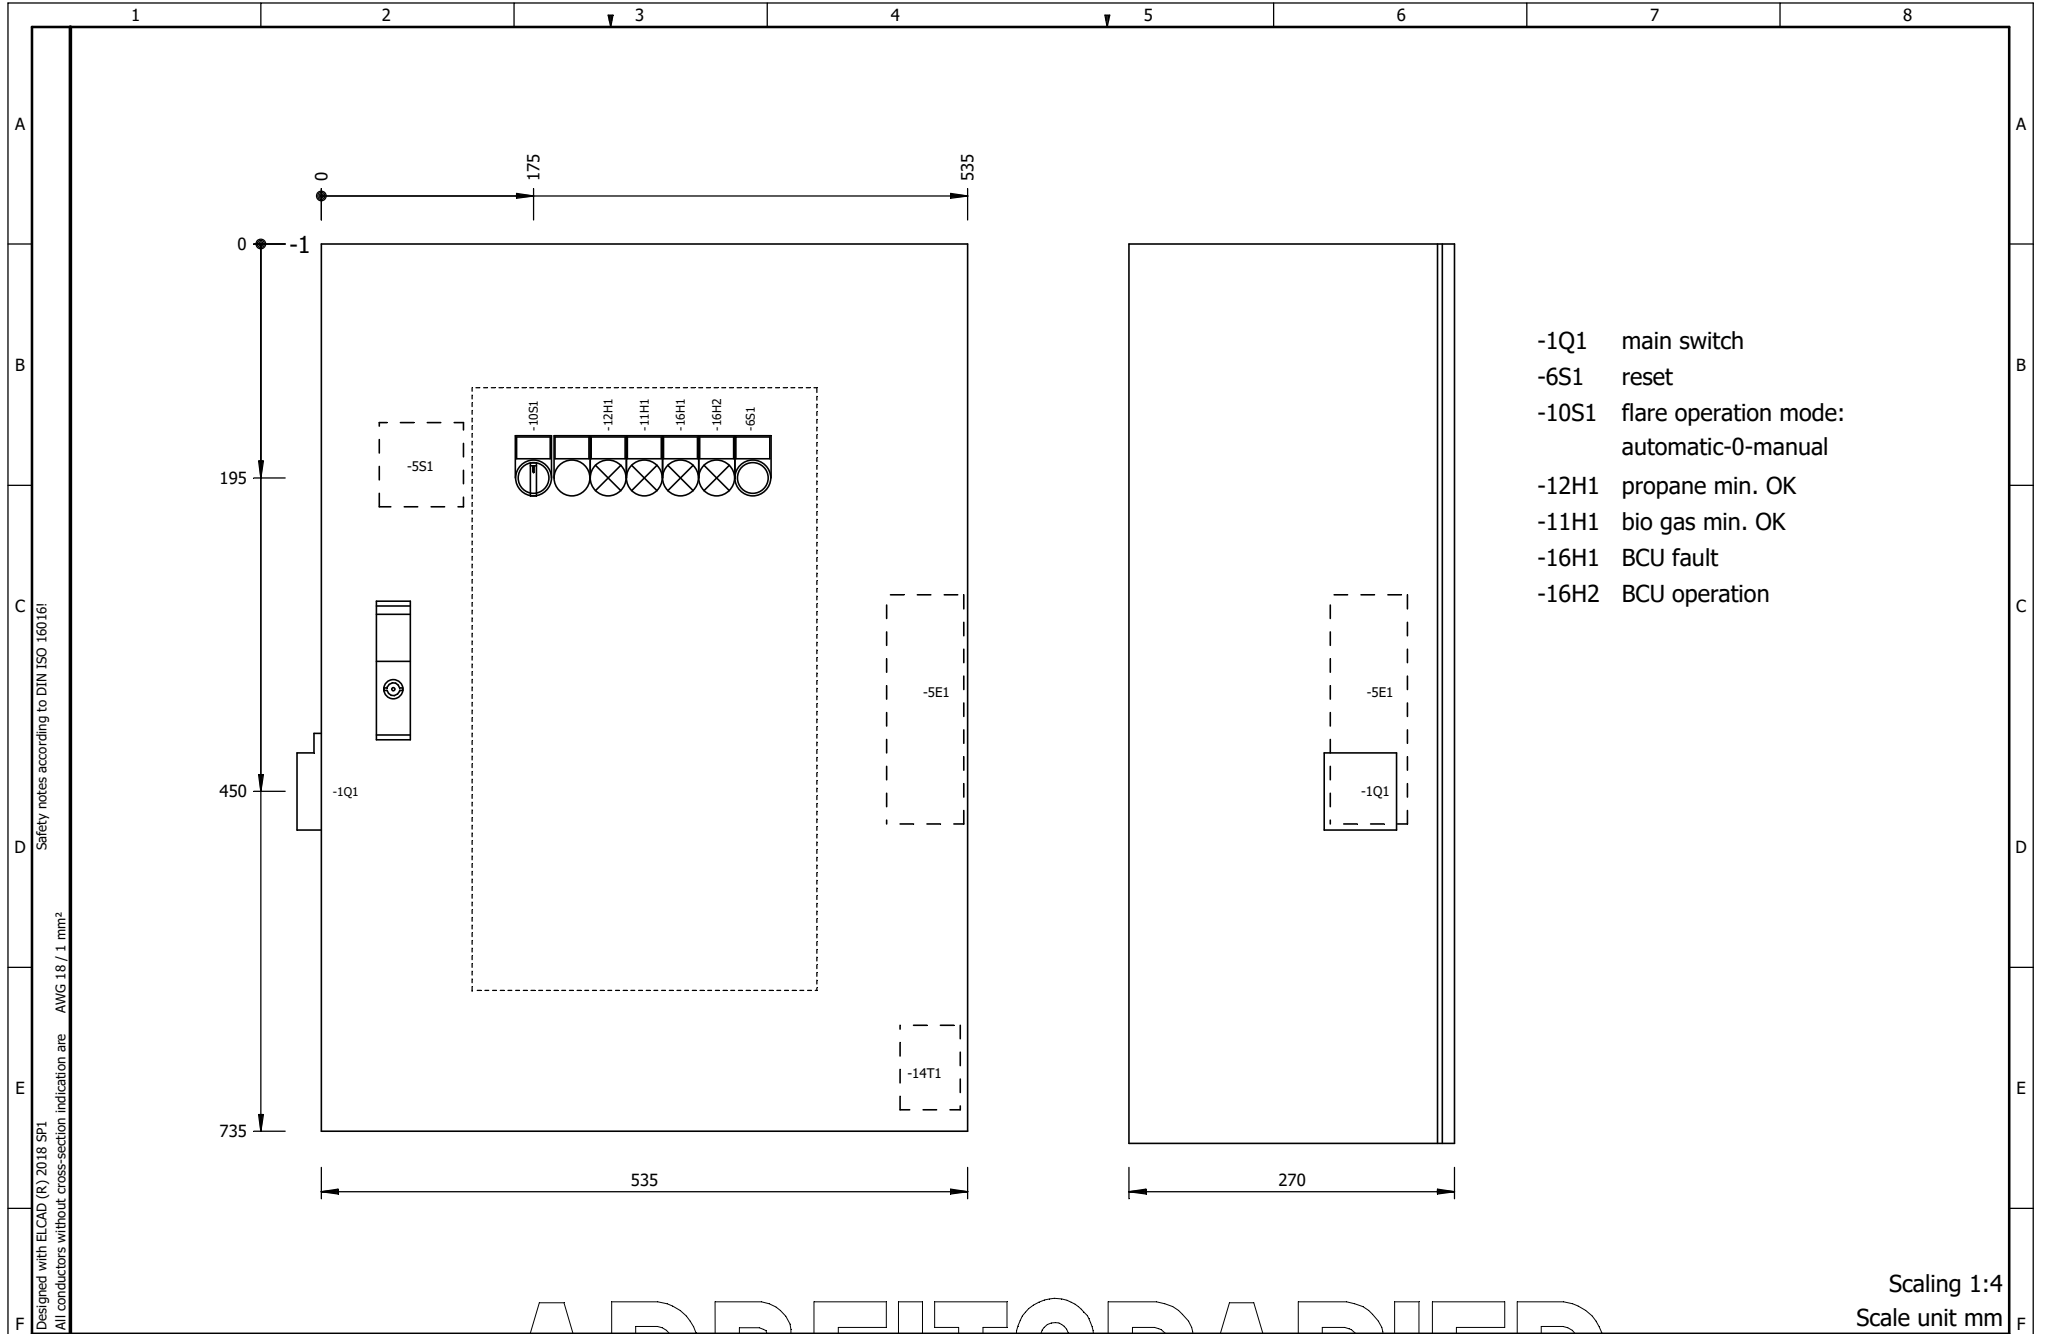 1 2 3 4 5 6 7 8
A A
0 175 535
0 -1
B B
-1Q1 main switch
-6S1 reset
-10S1 flare operation mode:
automatic-0-manual
-12H1 propane min. OK
-11H1 bio gas min. OK
-16H1 BCU fault
-16H2 BCU operation
-10S1 -12H1 -11H1 -16H1 -16H2 -6S1
-5S1
195
C C
-5E1 -5E1
450 -1Q1 -1Q1
D D
-14T1
E E
735
535 270
Safety notes according to DIN ISO 16016!
Designed with ELCAD (R) 2018 SP1
All conductors without cross-section indication are AWG 18 / 1 mm²
Scaling 1:4
Scale unit mm
F F
ARBEITSPAPIER